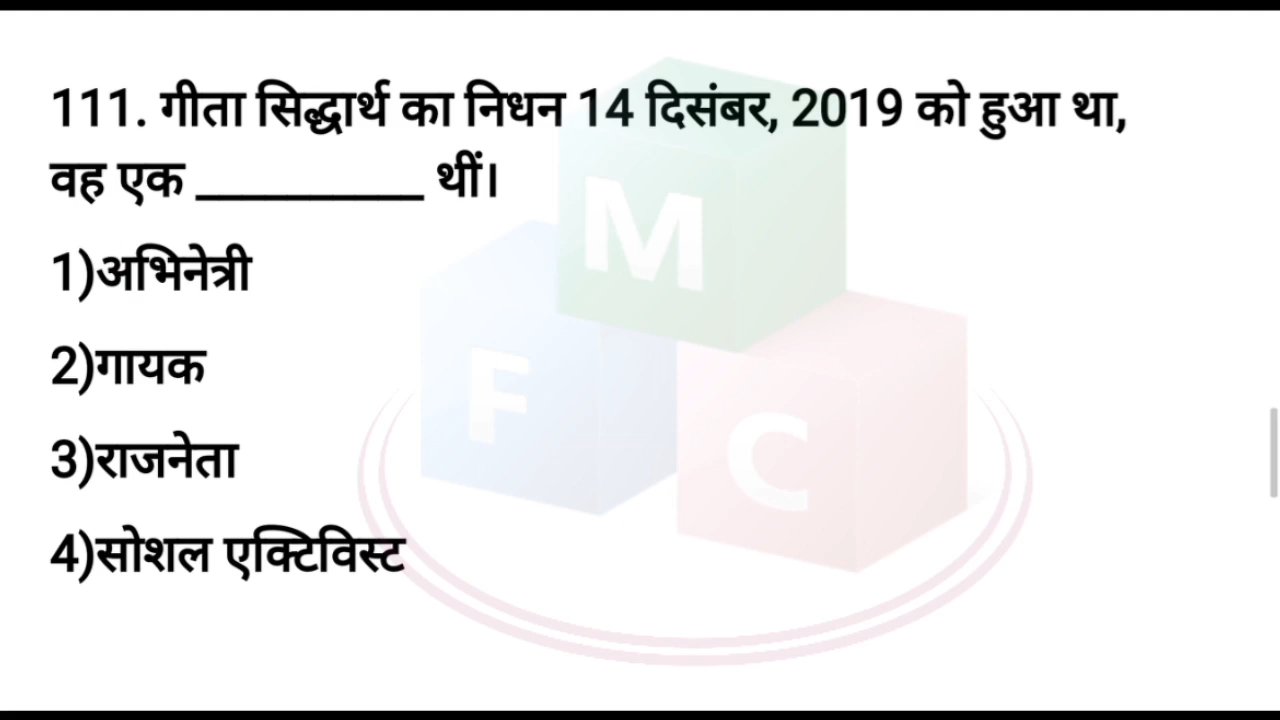 111. गीता सिद्धार्थ का निधन 14 दिसंबर, 2019 को हुआ था,
वह एक __________ थीं।
1)अभिनेत्री
2)गायक
3)राजनेता
4)सोशल एक्टिविस्ट
M
F
C